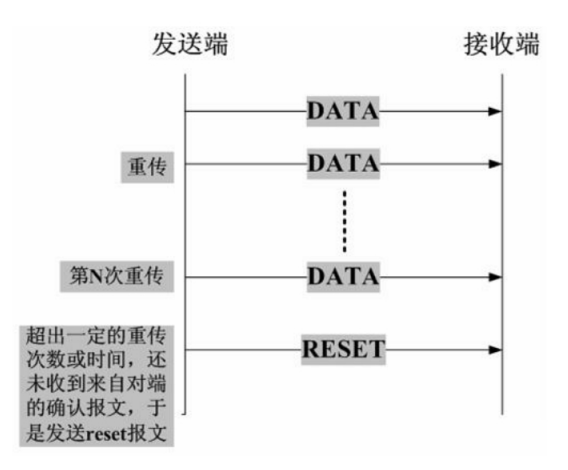 发送端
接收端
DATA
重传
DATA
第N次重传
DATA
超出一定的重传
次数或时间，还
未收到来自对端
的确认报文，于
是发送reset报文
RESET